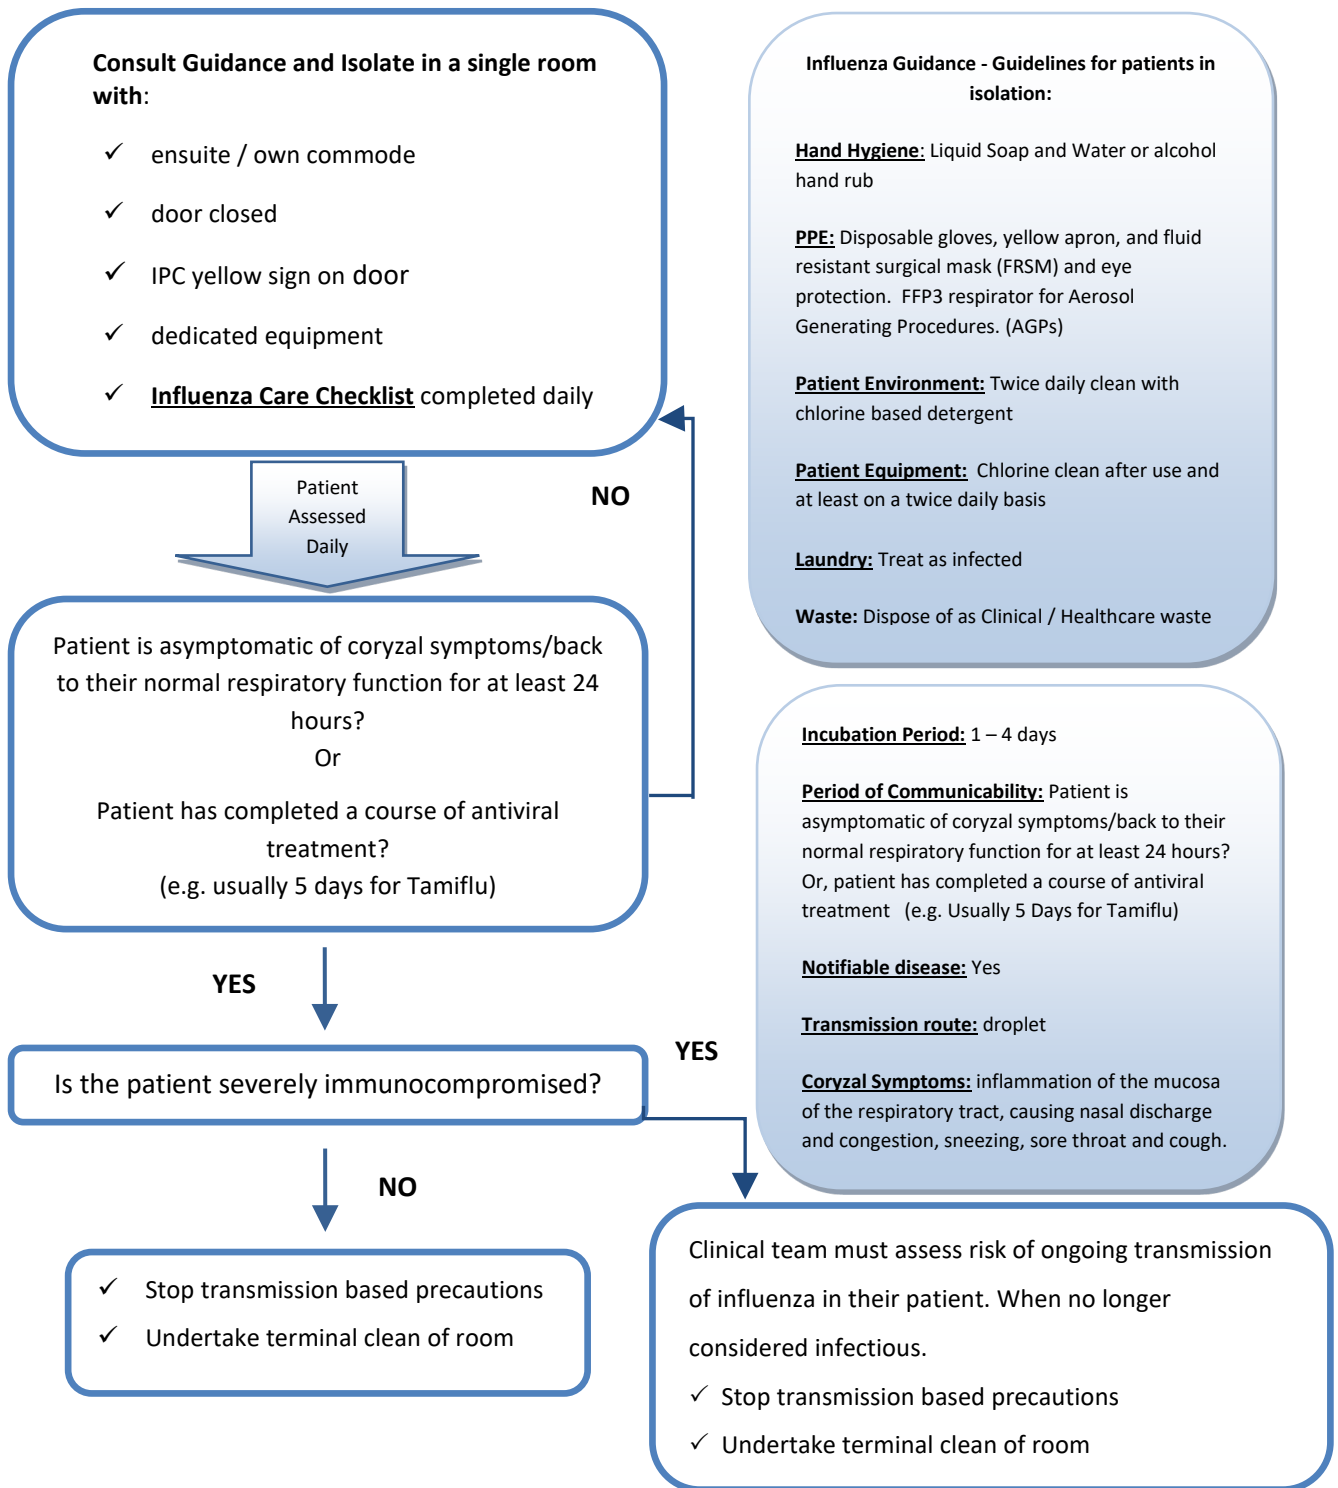 Consult Guidance and Isolate in a single room
with:
✓ ensuite / own commode
✓ door closed
✓ IPC yellow sign on door
✓ dedicated equipment
✓ Influenza Care Checklist completed daily
Patient
Assessed
Daily
NO
Patient is asymptomatic of coryzal symptoms/back
to their normal respiratory function for at least 24
hours?
Or
Patient has completed a course of antiviral
treatment?
(e.g. usually 5 days for Tamiflu)
YES
Is the patient severely immunocompromised?
YES
NO
✓ Stop transmission based precautions
✓ Undertake terminal clean of room
Influenza Guidance - Guidelines for patients in
isolation:
Hand Hygiene: Liquid Soap and Water or alcohol
hand rub
PPE: Disposable gloves, yellow apron, and fluid
resistant surgical mask (FRSM) and eye
protection. FFP3 respirator for Aerosol
Generating Procedures. (AGPs)
Patient Environment: Twice daily clean with
chlorine based detergent
Patient Equipment: Chlorine clean after use and
at least on a twice daily basis
Laundry: Treat as infected
Waste: Dispose of as Clinical / Healthcare waste
Incubation Period: 1 – 4 days
Period of Communicability: Patient is
asymptomatic of coryzal symptoms/back to their
normal respiratory function for at least 24 hours?
Or, patient has completed a course of antiviral
treatment (e.g. Usually 5 Days for Tamiflu)
Notifiable disease: Yes
Transmission route: droplet
Coryzal Symptoms: inflammation of the mucosa
of the respiratory tract, causing nasal discharge
and congestion, sneezing, sore throat and cough.
Clinical team must assess risk of ongoing transmission
of influenza in their patient. When no longer
considered infectious.
✓ Stop transmission based precautions
✓ Undertake terminal clean of room